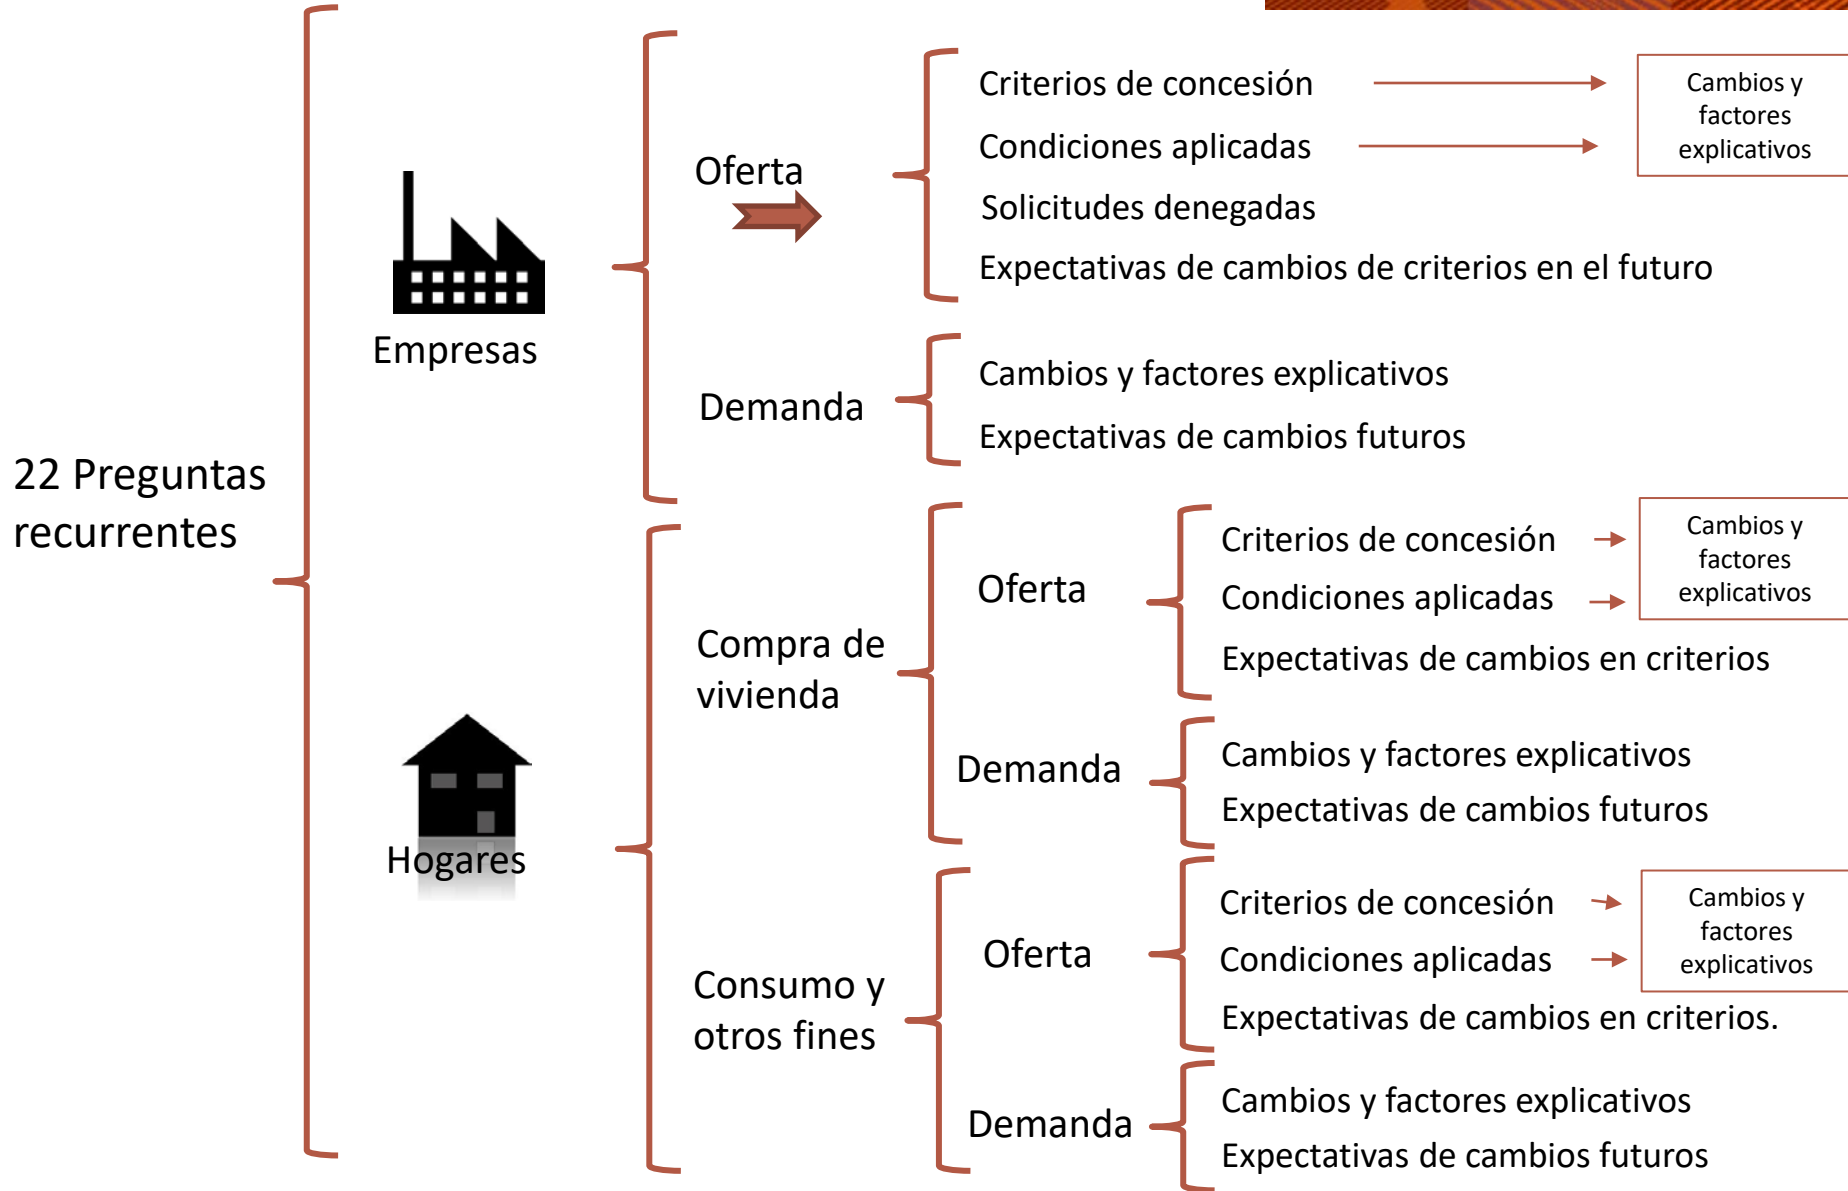 22 Preguntas
recurrentes
Empresas
Oferta
Criterios de concesión
Condiciones aplicadas
Cambios y
factores
explicativos
Solicitudes denegadas
Expectativas de cambios de criterios en el futuro
Demanda
Cambios y factores explicativos
Expectativas de cambios futuros
Hogares
Compra de
vivienda
Oferta
Criterios de concesión
Condiciones aplicadas
Cambios y
factores
explicativos
Expectativas de cambios en criterios
Demanda
Cambios y factores explicativos
Expectativas de cambios futuros
Consumo y
otros fines
Oferta
Criterios de concesión
Condiciones aplicadas
Cambios y
factores
explicativos
Expectativas de cambios en criterios.
Demanda
Cambios y factores explicativos
Expectativas de cambios futuros